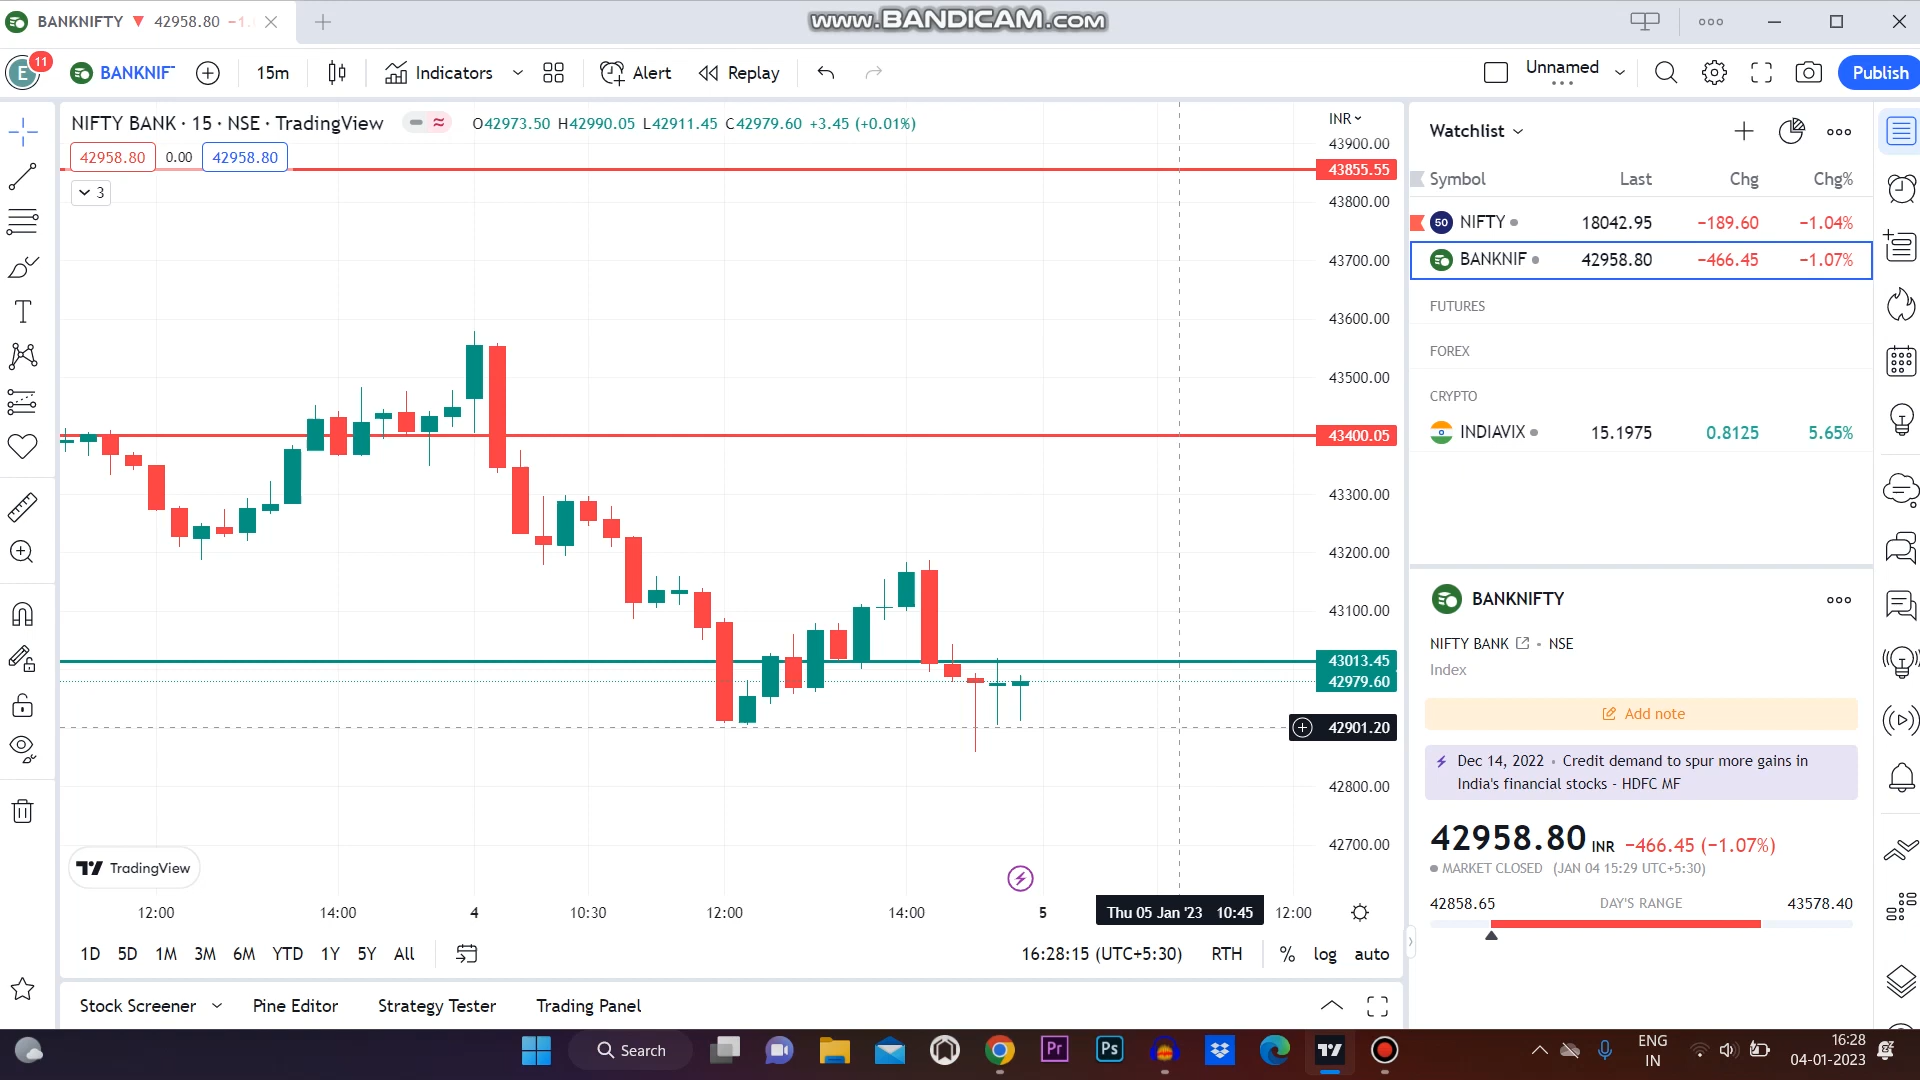 BANKNIFTY ▼ 42958.80 −1.
www.BANDICAM.com
E 11 BANKNIF 15m Indicators Alert Replay Unnamed Publish
NIFTY BANK · 15 · NSE · TradingView O42973.50 H42990.05 L42911.45 C42979.60 +3.45 (+0.01%)
42958.80 0.00 42958.80
3
INR
43900.00
43855.55
43800.00
43700.00
43600.00
43500.00
43400.05
43300.00
43200.00
43100.00
43013.45
42979.60
42901.20
42800.00
42700.00
TradingView
12:00 14:00 4 10:30 12:00 14:00 5 Thu 05 Jan '23 10:45 12:00
1D 5D 1M 3M 6M YTD 1Y 5Y All 16:28:15 (UTC+5:30) RTH % log auto
Stock Screener Pine Editor Strategy Tester Trading Panel
Watchlist
Symbol Last Chg Chg%
50 NIFTY 18042.95 −189.60 −1.04%
BANKNIF 42958.80 −466.45 −1.07%
FUTURES
FOREX
CRYPTO
INDIAVIX 15.1975 0.8125 5.65%
BANKNIFTY
NIFTY BANK • NSE
Index
Add note
Dec 14, 2022 • Credit demand to spur more gains in
India's financial stocks - HDFC MF
42958.80 INR −466.45 (−1.07%)
MARKET CLOSED (JAN 04 15:29 UTC+5:30)
42858.65 DAY'S RANGE 43578.40
Search Pr Ps ENG 16:28
IN 04-01-2023